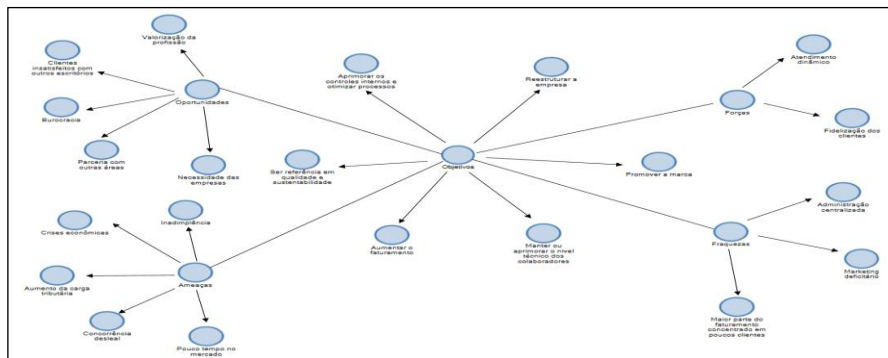 Valorização da
profissão
Clientes
insatisfeitos com
outros escritórios
Oportunidades
Burocracia
Parceria com
outras áreas
Necessidade das
empresas
Aprimorar os
controles internos e
otimizar processos
Reestruturar a
empresa
Objetivos
Ser referência em
qualidade e
sustentabilidade
Promover a marca
Aumentar o
faturamento
Manter ou
aprimorar o nível
técnico dos
colaboradores
Atendimento
dinâmico
Forças
Fidelização dos
clientes
Administração
centralizada
Fraquezas
Marketing
deficitário
Maior parte do
faturamento
concentrado em
poucos clientes
Inadimplência
Crises econômicas
Ameaças
Aumento da carga
tributária
Concorrência
desleal
Pouco tempo no
mercado